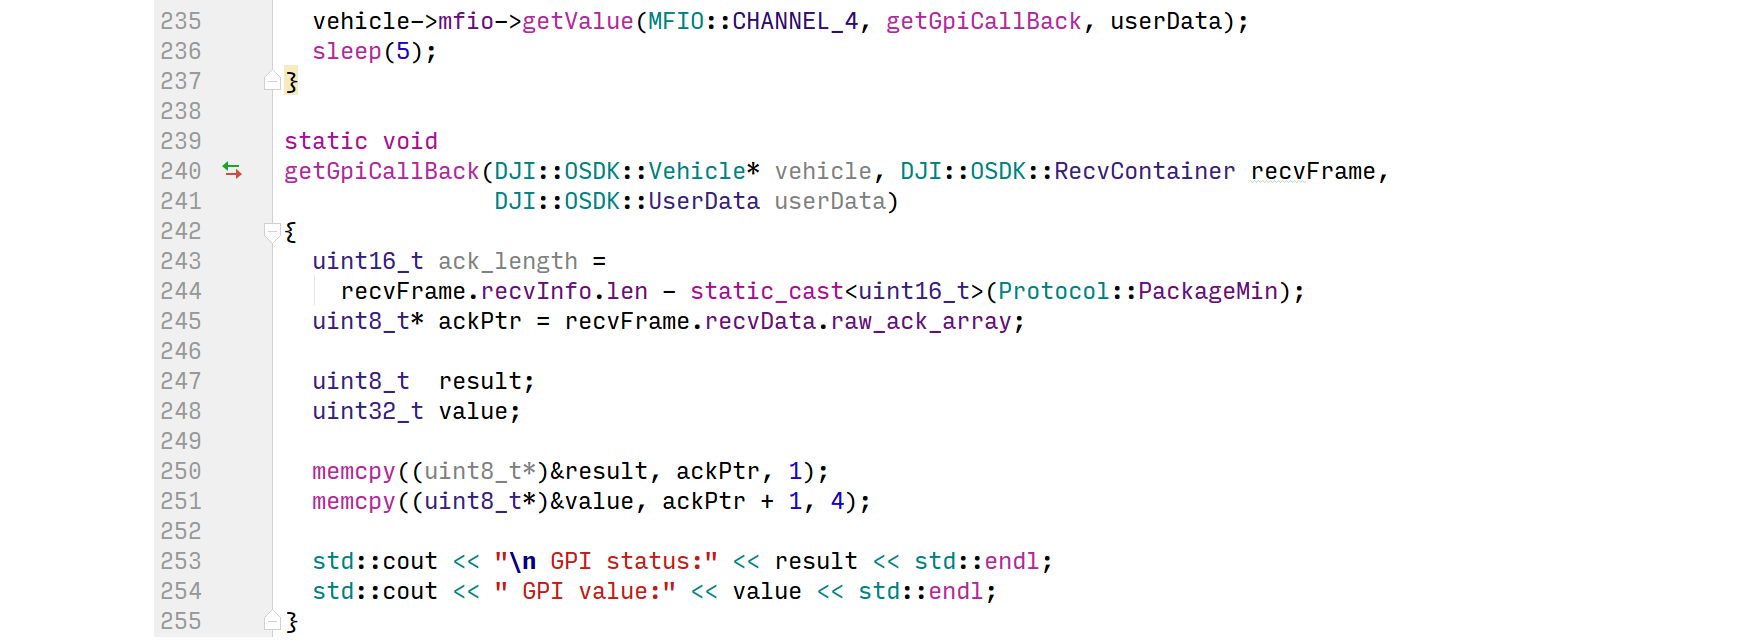 235 vehicle->mfio->getValue(MFIO::CHANNEL_4, getGpiCallBack, userData);
236 sleep(5);
237 }
238
239 static void
240 getGpiCallBack(DJI::OSDK::Vehicle* vehicle, DJI::OSDK::RecvContainer recvFrame,
241 DJI::OSDK::UserData userData)
242 {
243 uint16_t ack_length =
244 recvFrame.recvInfo.len - static_cast<uint16_t>(Protocol::PackageMin);
245 uint8_t* ackPtr = recvFrame.recvData.raw_ack_array;
246
247 uint8_t  result;
248 uint32_t value;
249
250 memcpy((uint8_t*)&result, ackPtr, 1);
251 memcpy((uint8_t*)&value, ackPtr + 1, 4);
252
253 std::cout << "\n GPI status:" << result << std::endl;
254 std::cout << " GPI value:" << value << std::endl;
255 }